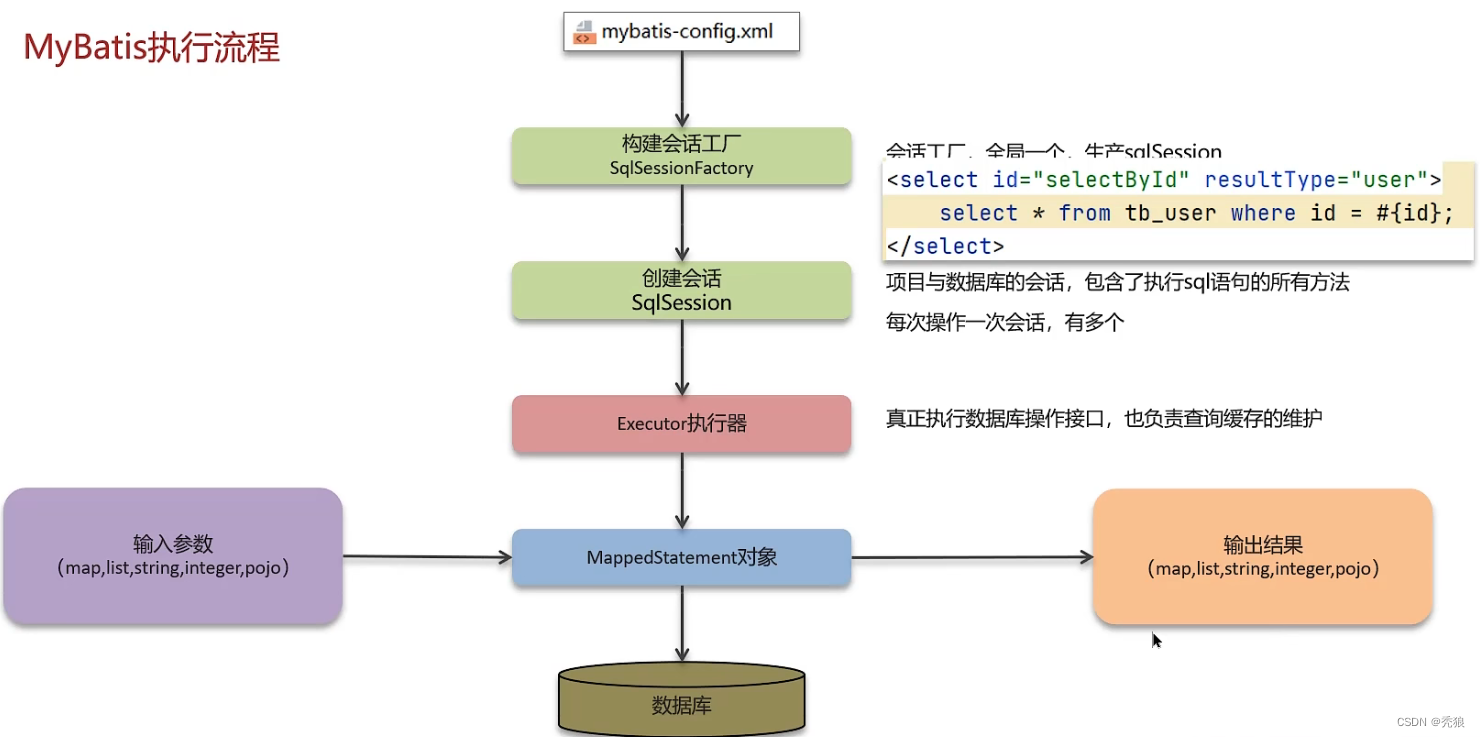 MyBatis执行流程
mybatis-config.xml
构建会话工厂
SqlSessionFactory
会话工厂，全局一个，生产sqlSession
<select id="selectById" resultType="user">
select * from tb_user where id = #{id};
</select>
创建会话
SqlSession
项目与数据库的会话，包含了执行sql语句的所有方法
每次操作一次会话，有多个
Executor执行器
真正执行数据库操作接口，也负责查询缓存的维护
输入参数
（map,list,string,integer,pojo）
MappedStatement对象
输出结果
（map,list,string,integer,pojo）
数据库
CSDN @秃狼